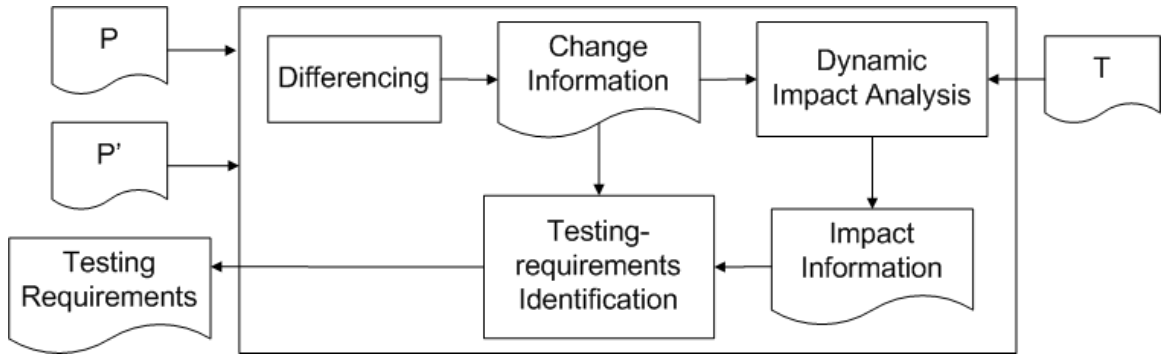 P
P’
Differencing
Change
Information
Dynamic
Impact Analysis
T
Testing-
requirements
Identification
Impact
Information
Testing
Requirements